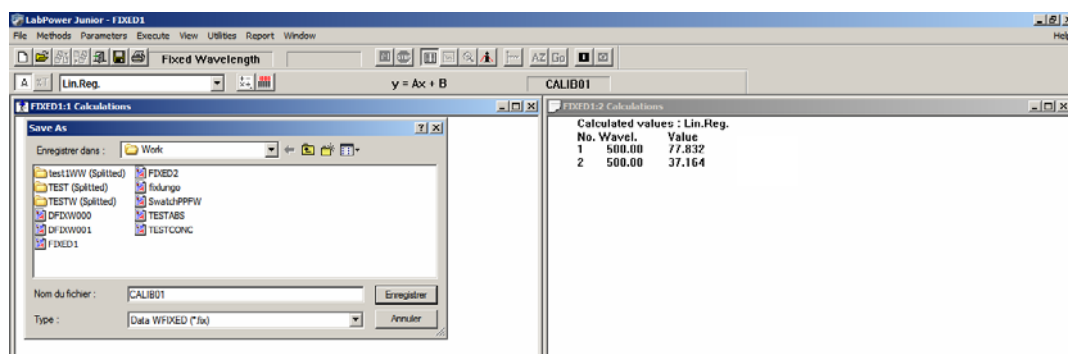 LabPower Junior - FIXED1
File Methods Parameters Execute View Utilities Report Window Help
Fixed Wavelength
AZ Go
A Lin.Reg. y = Ax + B CALIB01
FIXED1:1 Calculations
Save As
Enregistrer dans : Work
test1WW (Splitted) FIXED2
TEST (Splitted) fixlungo
TESTW (Splitted) SwatchPPFW
DFIXW000 TESTABS
DFIXW001 TESTCONC
FIXED1
Nom du fichier : CALIB01 Enregistrer
Type : Data WFIXED (*.fix) Annuler
FIXED1:2 Calculations
Calculated values : Lin.Reg.
No. Wavel. Value
1 500.00 77.832
2 500.00 37.164